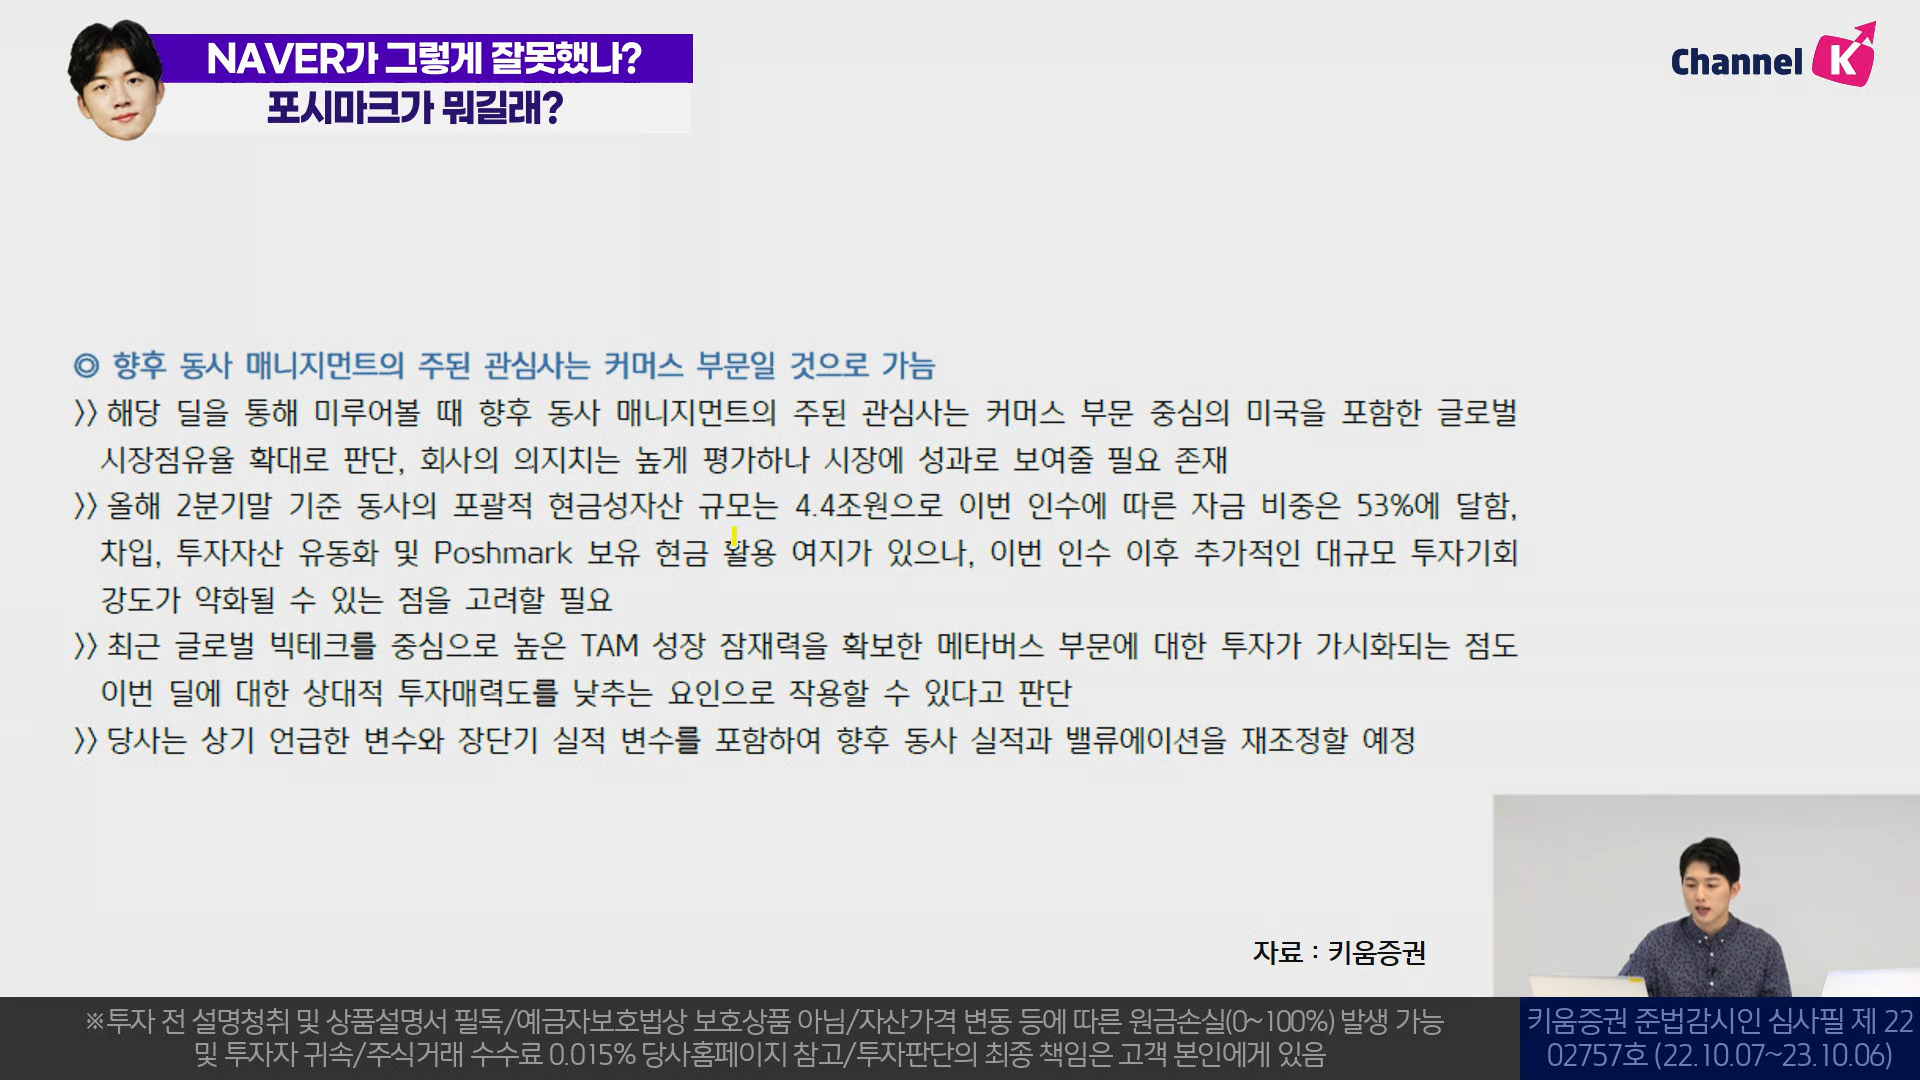 NAVER가 그렇게 잘못했나?
포시마크가 뭐길래?
Channel K
◎ 향후 동사 매니지먼트의 주된 관심사는 커머스 부문일 것으로 가늠
>> 해당 딜을 통해 미루어볼 때 향후 동사 매니지먼트의 주된 관심사는 커머스 부문 중심의 미국을 포함한 글로벌
시장점유율 확대로 판단, 회사의 의지치는 높게 평가하나 시장에 성과로 보여줄 필요 존재
>> 올해 2분기말 기준 동사의 포괄적 현금성자산 규모는 4.4조원으로 이번 인수에 따른 자금 비중은 53%에 달함,
차입, 투자자산 유동화 및 Poshmark 보유 현금 활용 여지가 있으나, 이번 인수 이후 추가적인 대규모 투자기회
강도가 약화될 수 있는 점을 고려할 필요
>> 최근 글로벌 빅테크를 중심으로 높은 TAM 성장 잠재력을 확보한 메타버스 부문에 대한 투자가 가시화되는 점도
이번 딜에 대한 상대적 투자매력도를 낮추는 요인으로 작용할 수 있다고 판단
>> 당사는 상기 언급한 변수와 장단기 실적 변수를 포함하여 향후 동사 실적과 밸류에이션을 재조정할 예정
자료 : 키움증권
※투자 전 설명청취 및 상품설명서 필독/예금자보호법상 보호상품 아님/자산가격 변동 등에 따른 원금손실(0~100%) 발생 가능
및 투자자 귀속/주식거래 수수료 0.015% 당사홈페이지 참고/투자판단의 최종 책임은 고객 본인에게 있음
키움증권 준법감시인 심사필 제 22
02757호 (22.10.07~23.10.06)